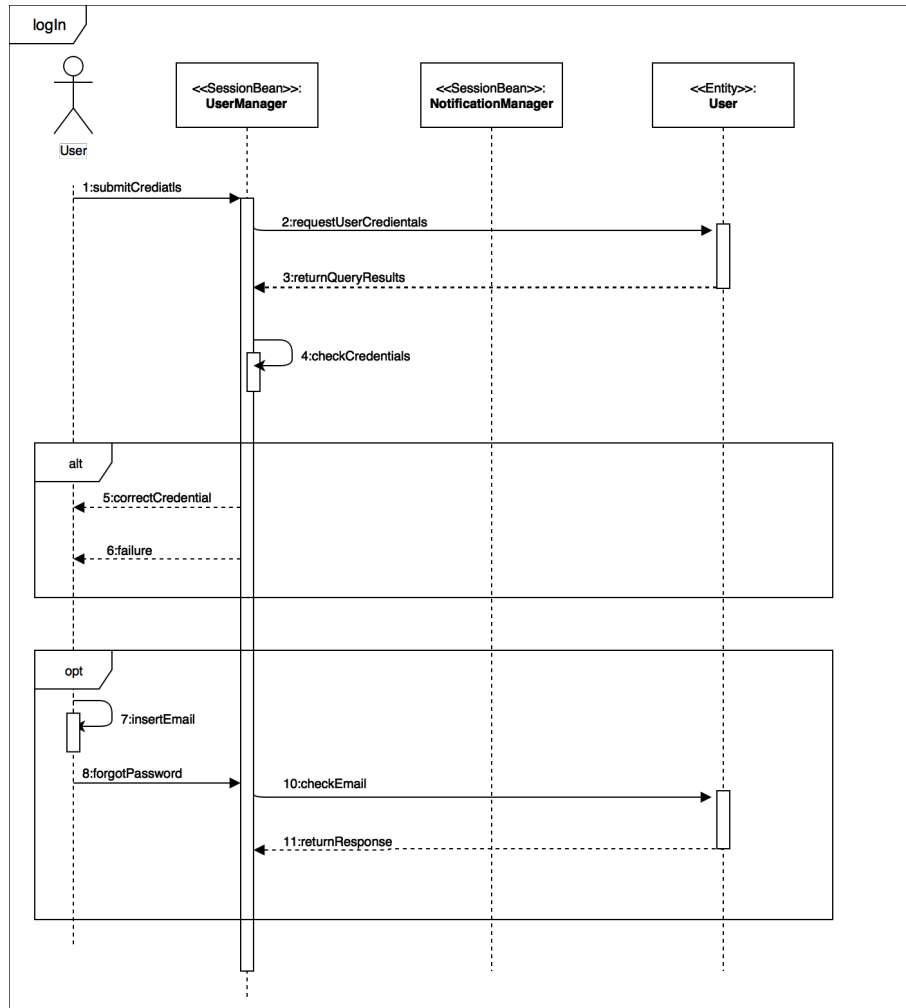 logIn
<<SessionBean>>:
UserManager
<<SessionBean>>:
NotificationManager
<<Entity>>:
User
User
1:submitCrediatls
2:requestUserCredientals
3:returnQueryResults
4:checkCredentials
alt
5:correctCredential
6:failure
opt
7:insertEmail
8:forgotPassword
10:checkEmail
11:returnResponse